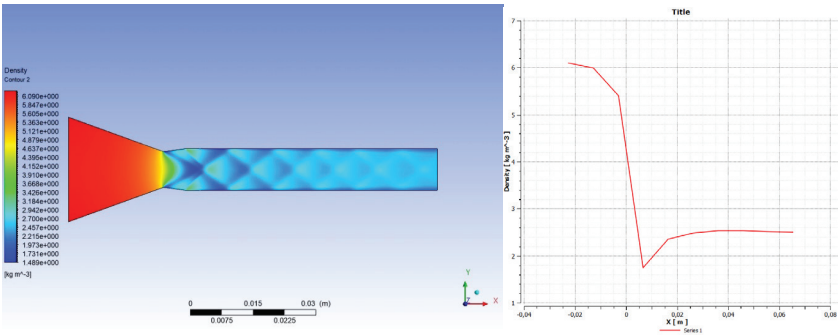 Density
Contour 2
6.090e+000
5.847e+000
5.605e+000
5.363e+000
5.121e+000
4.879e+000
4.637e+000
4.395e+000
4.152e+000
3.910e+000
3.668e+000
3.426e+000
3.184e+000
2.942e+000
2.700e+000
2.457e+000
2.215e+000
1.973e+000
1.731e+000
1.489e+000
[kg m^-3]
0 0.015 0.03 (m)
0.0075 0.0225
Y
Z X
Title
Density [ kg m^-3 ]
7
6
5
4
3
2
1
-0,04 -0,02 0 0,02 0,04 0,06 0,08
X [ m ]
Series 1